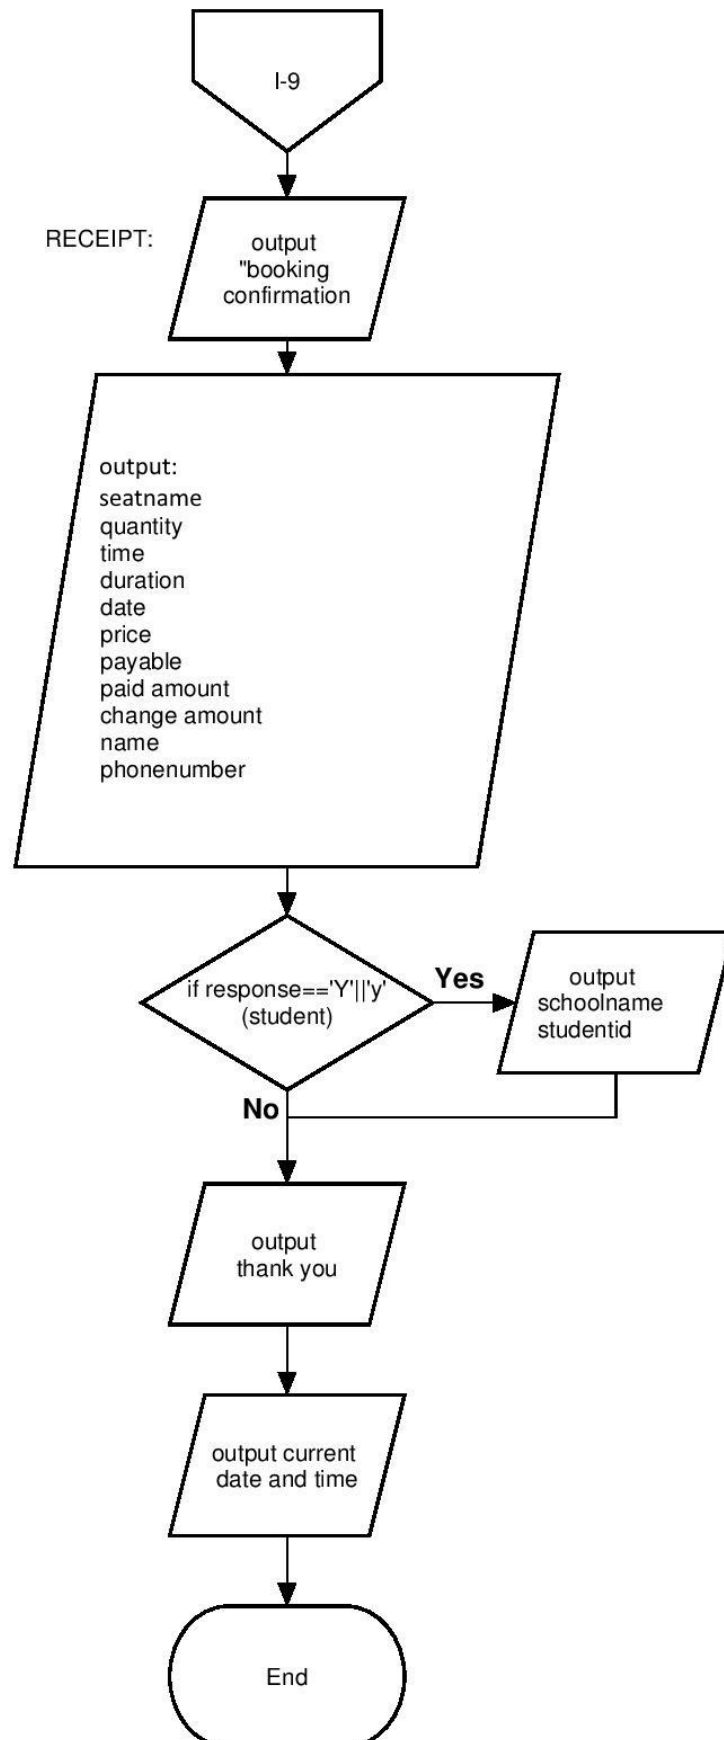 I-9
RECEIPT:
output
"booking
confirmation
output:
seatname
quantity
time
duration
date
price
payable
paid amount
change amount
name
phonenumber
if response=='Y'||'y'
(student)
Yes
output
schoolname
studentid
No
output
thank you
output current
date and time
End